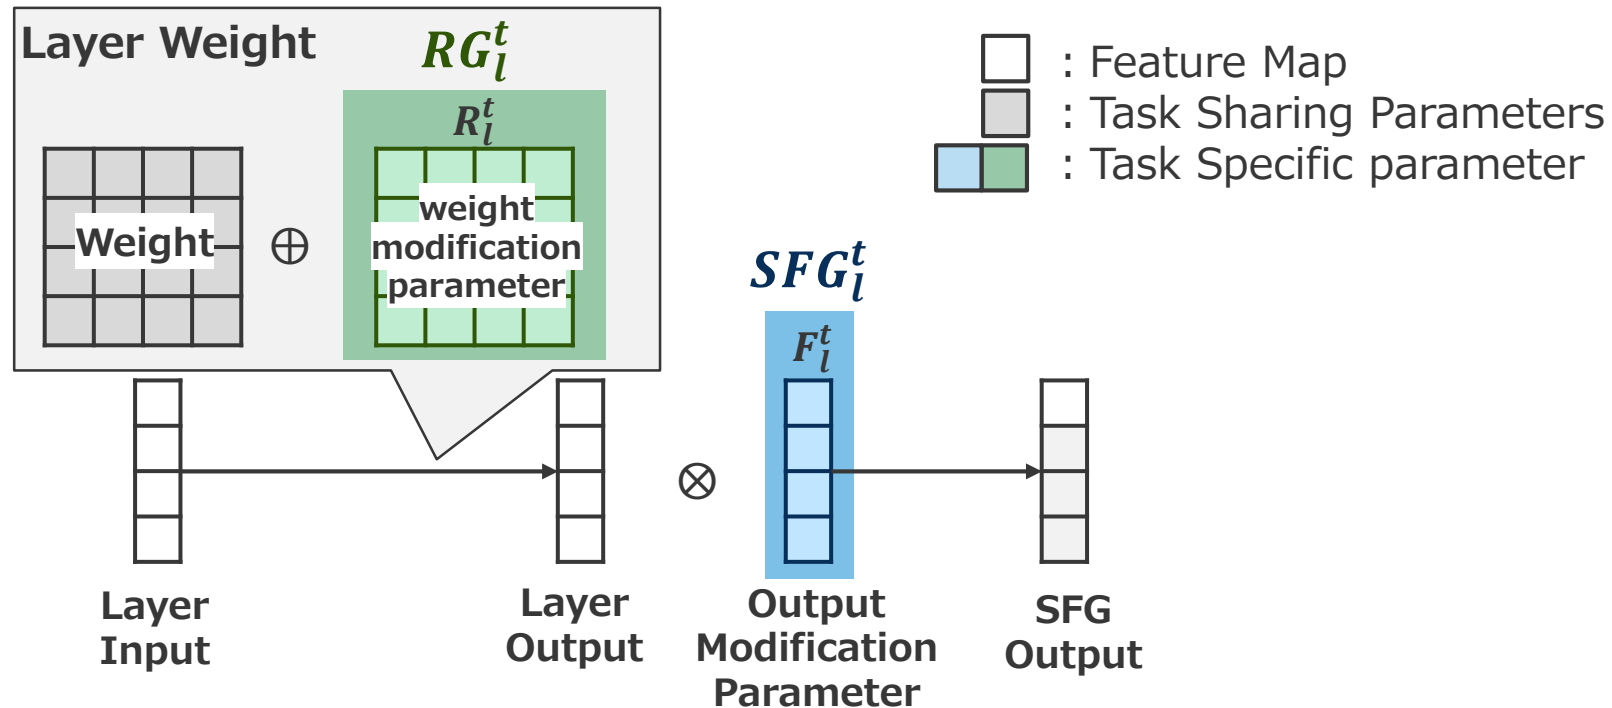 Layer Weight
RG_l^t
R_l^t
Weight
⊕
weight
modification
parameter
: Feature Map
: Task Sharing Parameters
: Task Specific parameter
SFG_l^t
F_l^t
⊗
Layer
Input
Layer
Output
Output
Modification
Parameter
SFG
Output